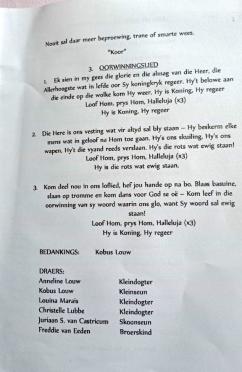 Nooit sal daar meer beproewing, trane of smarte wees.
"Koor"
3. OORWINNINGSLIED
1. Ek sien in my gees die glorie en die almag van die Heer, die
Allerhoogste wat in lefde oor Sy koningkryk regeer. Hy't belowe aan
die einde op die wolke kom Hy weer. Hy is Koning, Hy regeer
Loof Hom, prys Hom, Halleluja (x3)
Hy is Koning, Hy regeer
2. Die Here is ons vesting wat vir altyd sal bly staan – Hy beskerm elke
mens wat in geloof na Hom toe gaan. Hy's ons skuiling, Hy's ons
wapen, Hy't die vyand reeds verslaan. Hy's die rots wat ewig staan!
Loof Hom, prys Hom, Halleluja (x3)
Hy is die rots wat ewig staan.
3. Kom deel nou in ons loflied, hef jou hande op na bo. Blaas basuine,
slaan op tromme en kom dans voor God se oë – Kom leef in die
oorwinning van sy woord waarin ons glo, want Sy woord sal ewig
staan!
Loof Hom, prys Hom, Halleluja (x3)
Hy is Koning, Hy regeer
BEDANKINGS: Kobus Louw
DRAERS:
Anneline Louw Kleindogter
Kobus Louw Kleinseun
Louina Marais Kleindogter
Christelle Lubbe Kleindogter
Juriaan S. van Castricum Skoonseun
Freddie van Eeden Broerskind